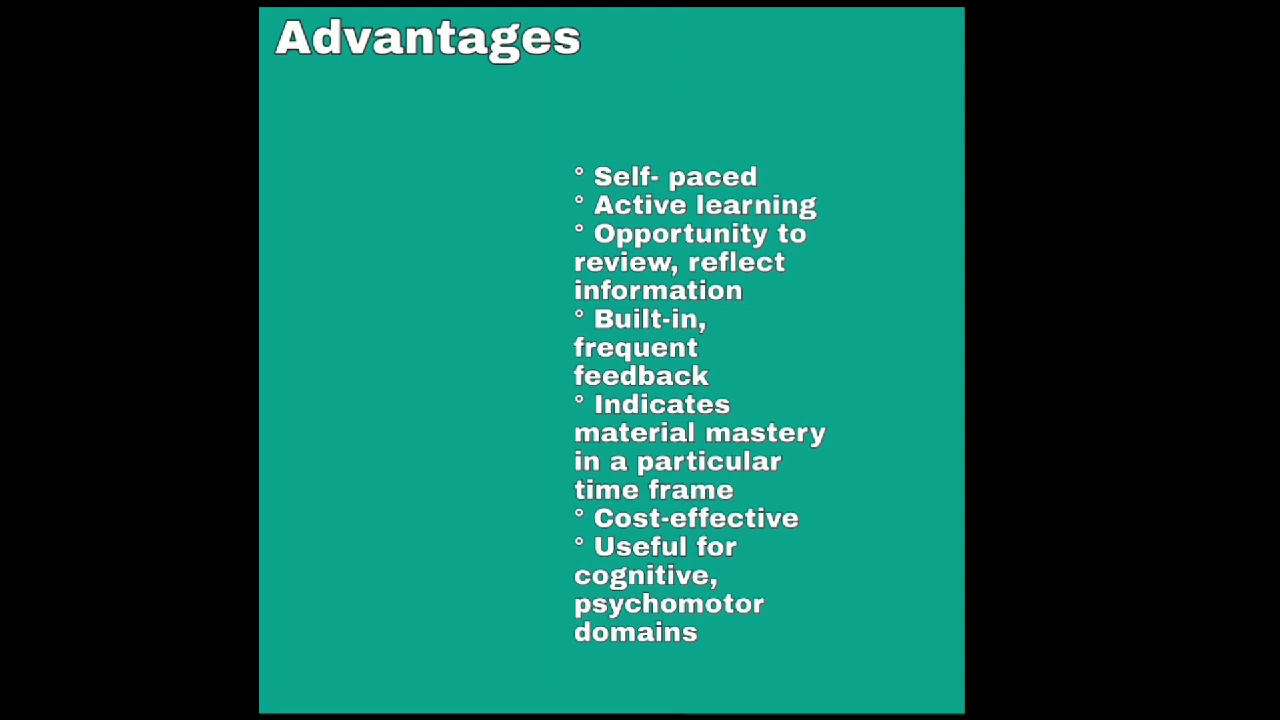 Advantages
° Self- paced
° Active learning
° Opportunity to
review, reflect
information
° Built-in,
frequent
feedback
° Indicates
material mastery
in a particular
time frame
° Cost-effective
° Useful for
cognitive,
psychomotor
domains